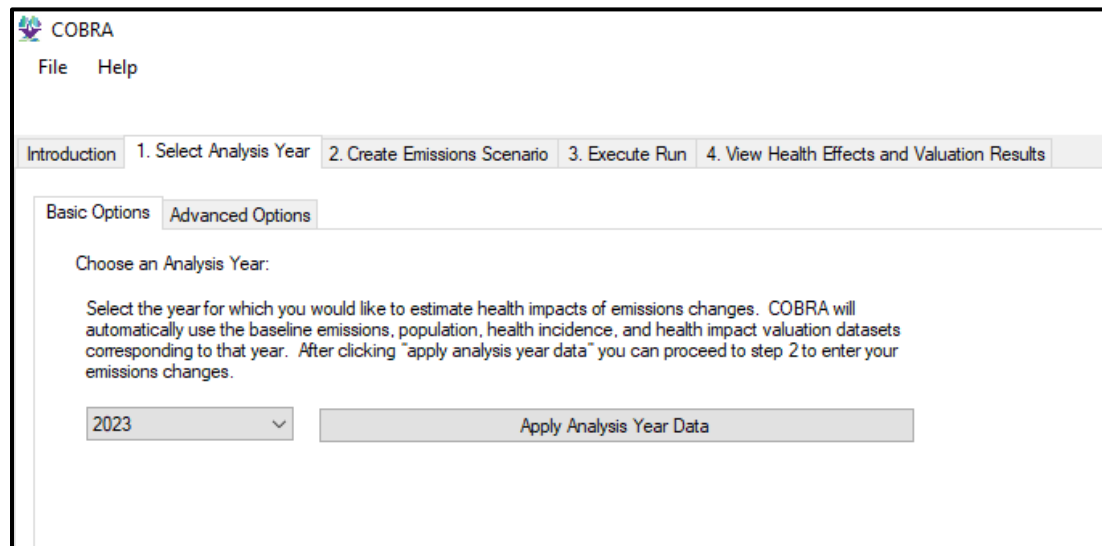 COBRA
File Help
Introduction 1. Select Analysis Year 2. Create Emissions Scenario 3. Execute Run 4. View Health Effects and Valuation Results
Basic Options Advanced Options
Choose an Analysis Year:
Select the year for which you would like to estimate health impacts of emissions changes. COBRA will
automatically use the baseline emissions, population, health incidence, and health impact valuation datasets
corresponding to that year. After clicking "apply analysis year data" you can proceed to step 2 to enter your
emissions changes.
2023 Apply Analysis Year Data